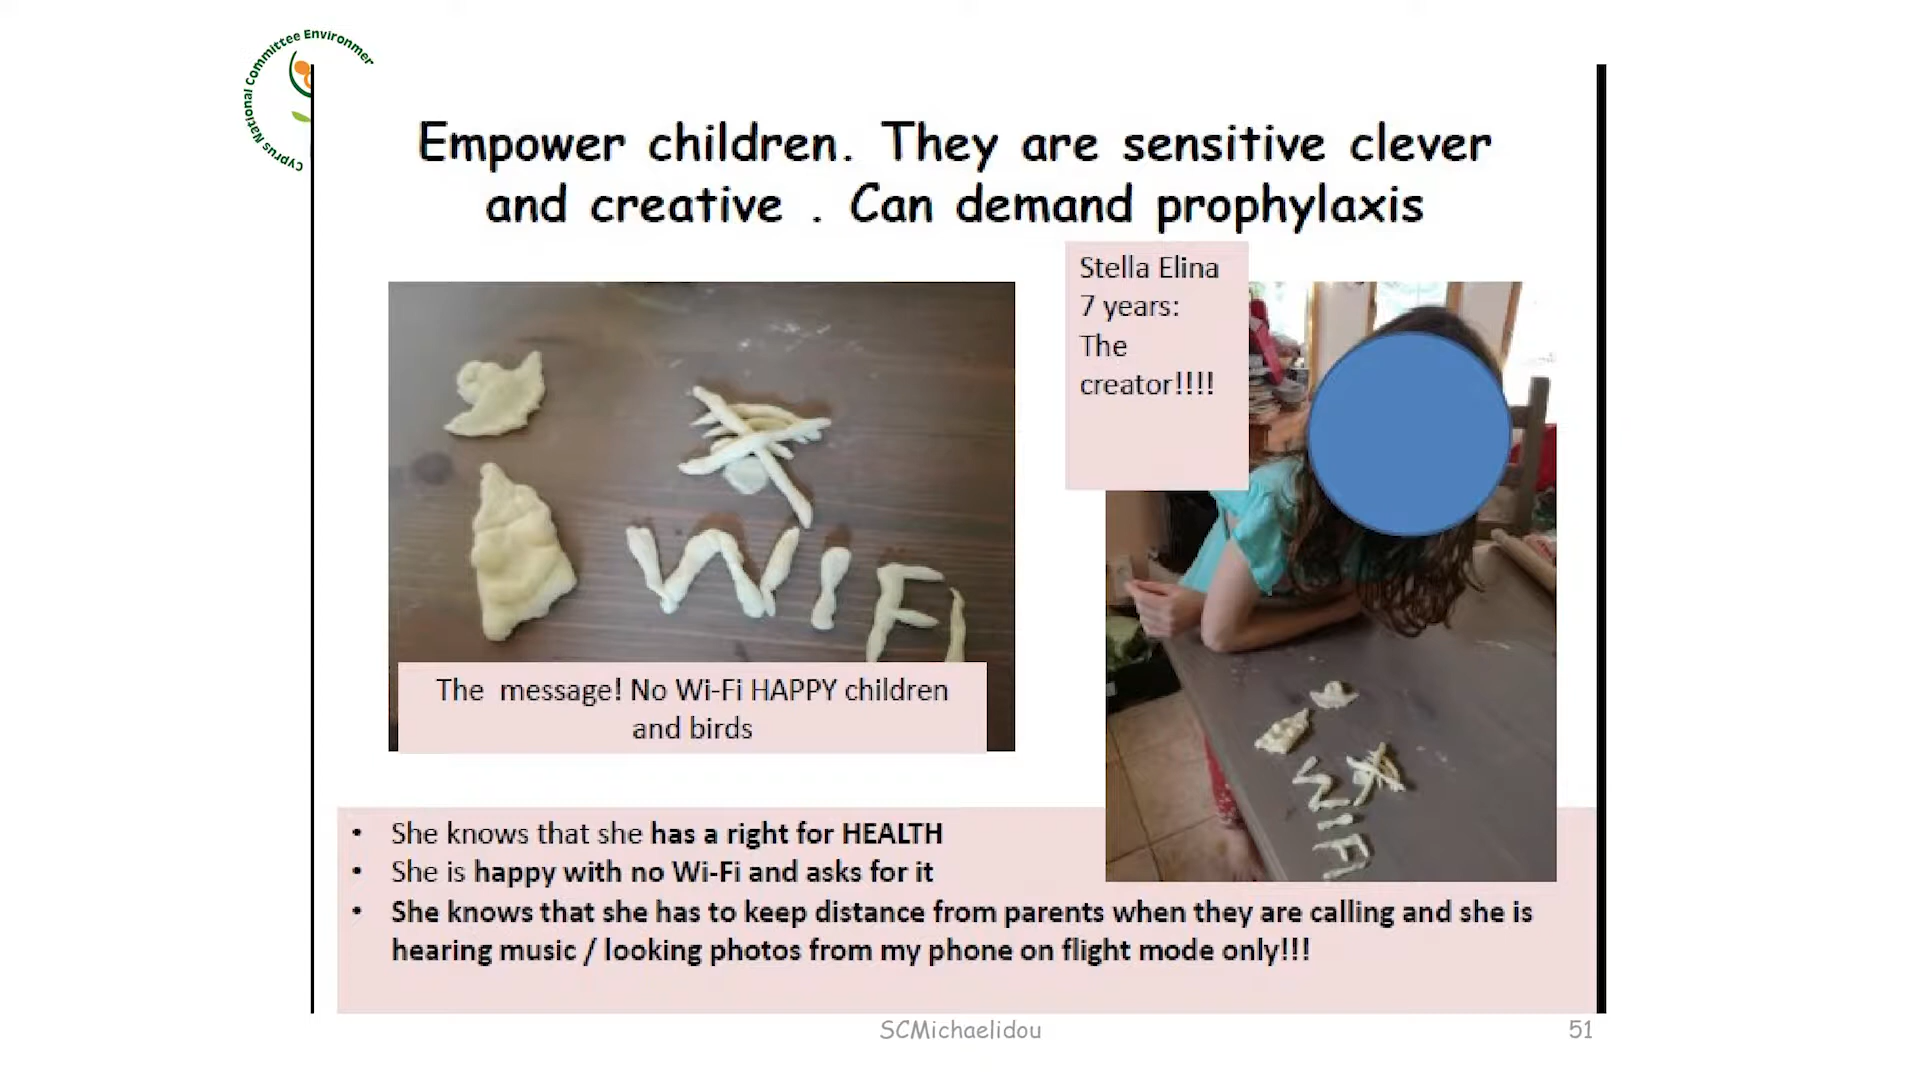 Cyprus National Committee Environmen
Empower children. They are sensitive clever
and creative . Can demand prophylaxis
Stella Elina
7 years:
The
creator!!!!
WIFI
The message! No Wi-Fi HAPPY children
and birds
WIFI
• She knows that she has a right for HEALTH
• She is happy with no Wi-Fi and asks for it
• She knows that she has to keep distance from parents when they are calling and she is
hearing music / looking photos from my phone on flight mode only!!!
SCMichaelidou
51